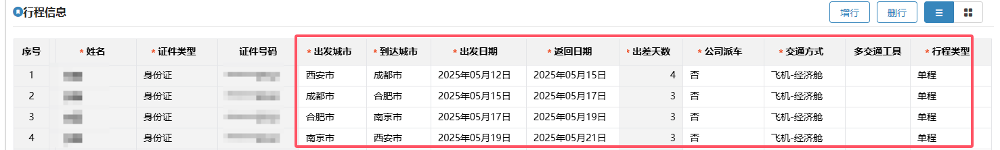 行程信息
增行 删行
序号 * 姓名 * 证件类型 证件号码 * 出发城市 * 到达城市 * 出发日期 * 返回日期 * 出差天数 * 公司派车 * 交通方式 多交通工具 * 行程类型
1 身份证 西安市 成都市 2025年05月12日 2025年05月15日 4 否 飞机-经济舱 单程
2 身份证 成都市 合肥市 2025年05月15日 2025年05月17日 3 否 飞机-经济舱 单程
3 身份证 合肥市 南京市 2025年05月17日 2025年05月19日 3 否 飞机-经济舱 单程
4 身份证 南京市 西安市 2025年05月19日 2025年05月21日 3 否 飞机-经济舱 单程